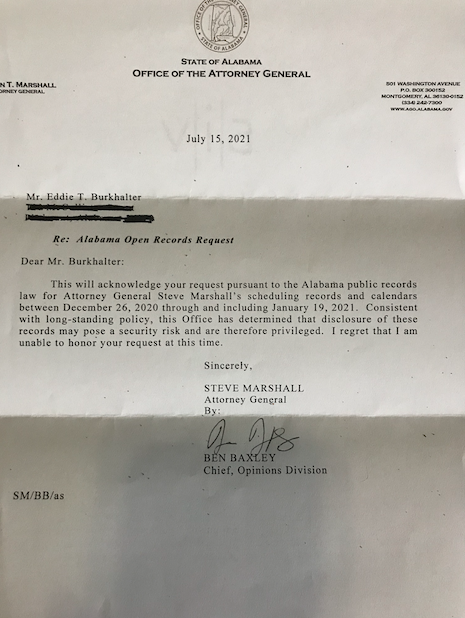 STATE OF ALABAMA
STATE OF ALABAMA
OFFICE OF THE ATTORNEY GENERAL
N T. MARSHALL
ORNEY GENERAL
501 WASHINGTON AVENUE
P.O. BOX 300152
MONTGOMERY, AL 36130-0152
(334) 242-7300
WWW.AGO.ALABAMA.GOV
July 15, 2021
Mr. Eddie T. Burkhalter
Re: Alabama Open Records Request
Dear Mr. Burkhalter:
This will acknowledge your request pursuant to the Alabama public records
law for Attorney General Steve Marshall's scheduling records and calendars
between December 26, 2020 through and including January 19, 2021. Consistent
with long-standing policy, this Office has determined that disclosure of these
records may pose a security risk and are therefore privileged. I regret that I am
unable to honor your request at this time.
Sincerely,
STEVE MARSHALL
Attorney Gengral
By:
BEN BAXLEY
Chief, Opinions Division
SM/BB/as